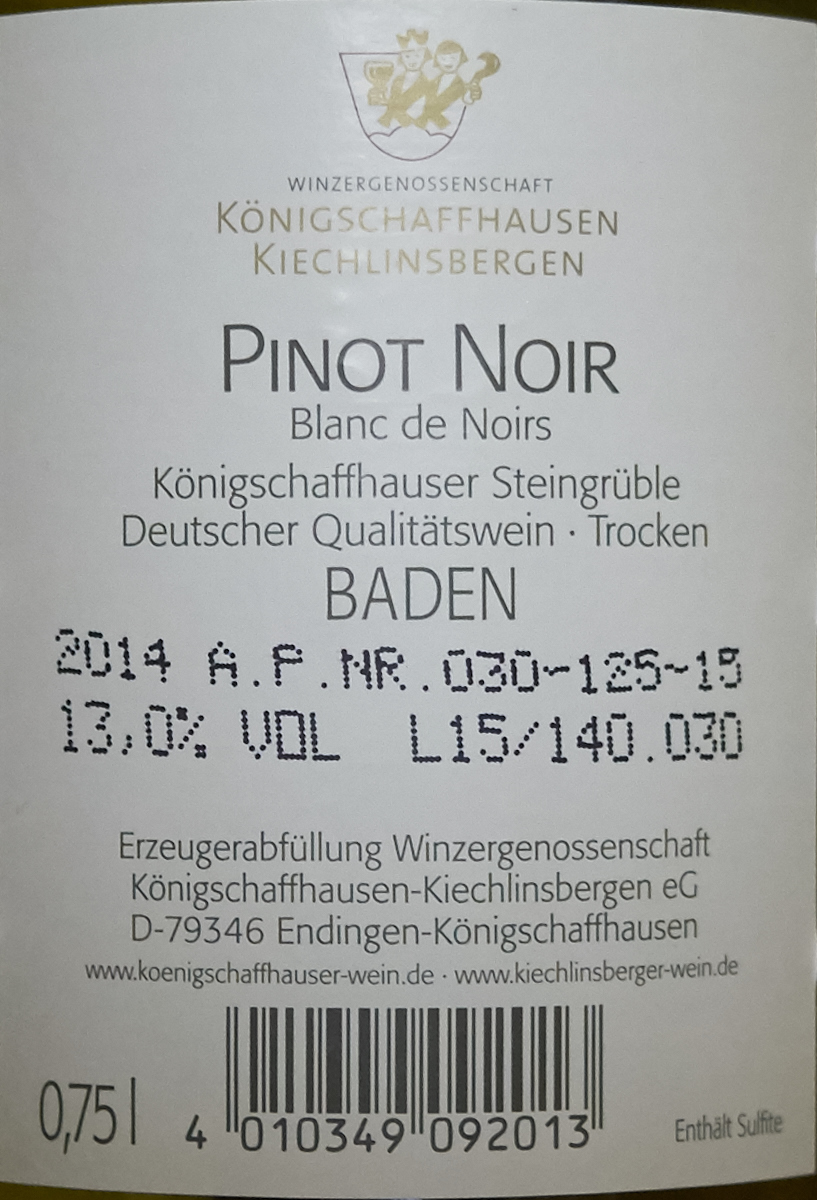 WINZERGENOSSENSCHAFT
KÖNIGSCHAFFHAUSEN
KIECHLINSBERGEN
PINOT NOIR
Blanc de Noirs
Königschaffhauser Steingrüble
Deutscher Qualitätswein · Trocken
BADEN
2014 A.P.NR.030-125-15
13,0% VOL L15/140.030
Erzeugerabfüllung Winzergenossenschaft
Königschaffhausen-Kiechlinsbergen eG
D-79346 Endingen-Königschaffhausen
www.koenigschaffhauser-wein.de · www.kiechlinsberger-wein.de
0,75 l
4 010349 092013
Enthält Sulfite